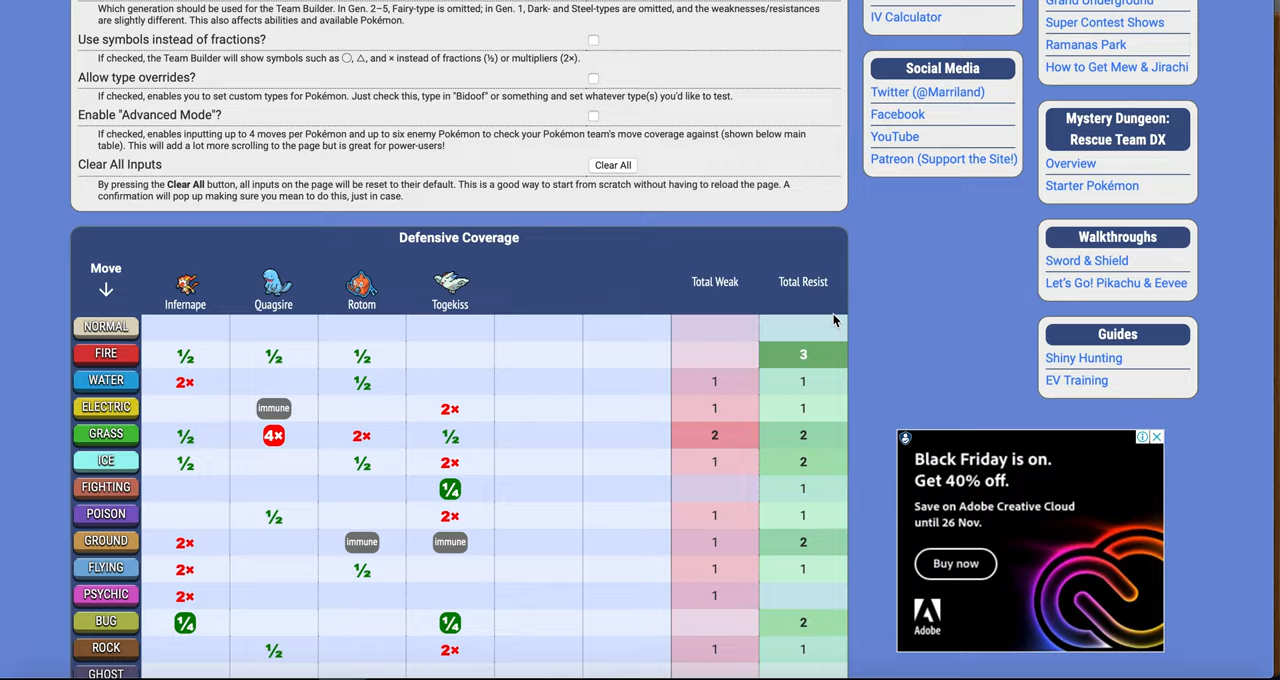 Which generation should be used for the Team Builder. In Gen. 2–5, Fairy-type is omitted; in Gen. 1, Dark- and Steel-types are omitted, and the weaknesses/resistances
are slightly different. This also affects abilities and available Pokémon.
Use symbols instead of fractions?
If checked, the Team Builder will show symbols such as ◯, △, and × instead of fractions (½) or multipliers (2×).
Allow type overrides?
If checked, enables you to set custom types for Pokémon. Just check this, type in "Bidoof" or something and set whatever type(s) you'd like to test.
Enable "Advanced Mode"?
If checked, enables inputting up to 4 moves per Pokémon and up to six enemy Pokémon to check your Pokémon team's move coverage against (shown below main
table). This will add a lot more scrolling to the page but is great for power-users!
Clear All Inputs
Clear All
By pressing the Clear All button, all inputs on the page will be reset to their default. This is a good way to start from scratch without having to reload the page. A
confirmation will pop up making sure you mean to do this, just in case.
Defensive Coverage
Move ↓ Infernape Quagsire Rotom Togekiss Total Weak Total Resist
NORMAL
FIRE ½ ½ ½ 3
WATER 2× ½ 1 1
ELECTRIC immune 2× 1 1
GRASS ½ 4× 2× ½ 2 2
ICE ½ ½ 2× 1 2
FIGHTING ¼ 1
POISON ½ 2× 1 1
GROUND 2× immune immune 1 2
FLYING 2× ½ 1 1
PSYCHIC 2× 1
BUG ¼ ¼ 2
ROCK ½ 2× 1 1
GHOST
IV Calculator
Social Media
Twitter (@Marriland)
Facebook
YouTube
Patreon (Support the Site!)
Grand Underground
Super Contest Shows
Ramanas Park
How to Get Mew & Jirachi
Mystery Dungeon:
Rescue Team DX
Overview
Starter Pokémon
Walkthroughs
Sword & Shield
Let's Go! Pikachu & Eevee
Guides
Shiny Hunting
EV Training
Black Friday is on.
Get 40% off.
Save on Adobe Creative Cloud
until 26 Nov.
Buy now
Adobe